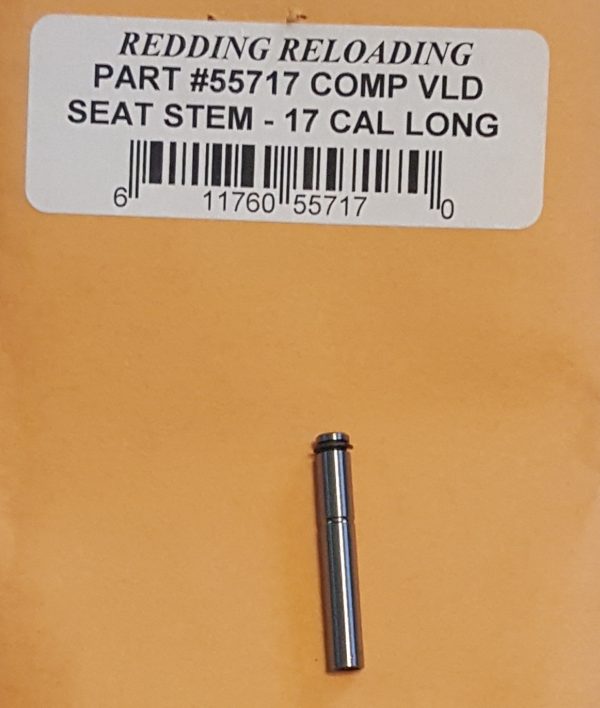 REDDING RELOADING
PART #55717 COMP VLD
SEAT STEM - 17 CAL LONG
6 11760 55717 0